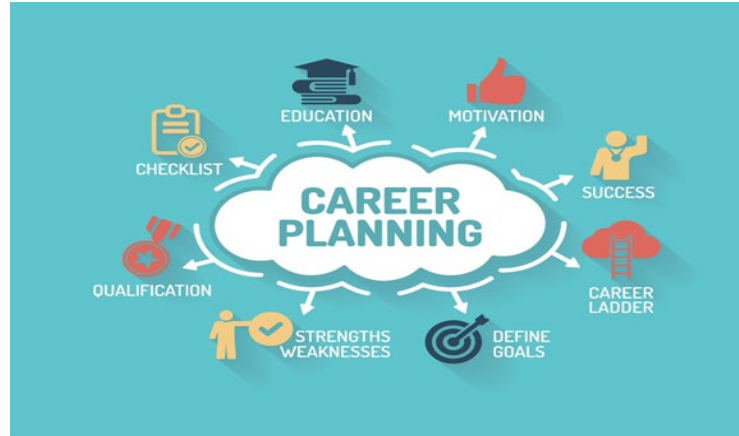 EDUCATION
MOTIVATION
CHECKLIST
SUCCESS
CAREER
PLANNING
QUALIFICATION
CAREER
LADDER
STRENGTHS
WEAKNESSES
DEFINE
GOALS